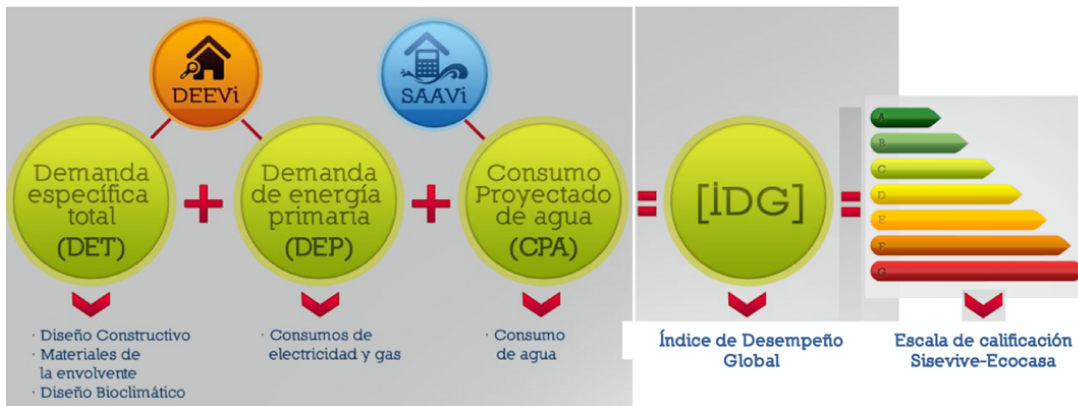 DEEVi
SAAVi
Demanda
específica
total
(DET)
+
Demanda
de energía
primaria
(DEP)
+
Consumo
Proyectado
de agua
(CPA)
=
[İDG]
=
A
B
C
D
E
F
G
· Diseño Constructivo
· Materiales de
la envolvente
· Diseño Bioclimático
· Consumos de
electricidad y gas
· Consumo
de agua
Índice de Desempeño
Global
Escala de calificación
Sisevive-Ecocasa